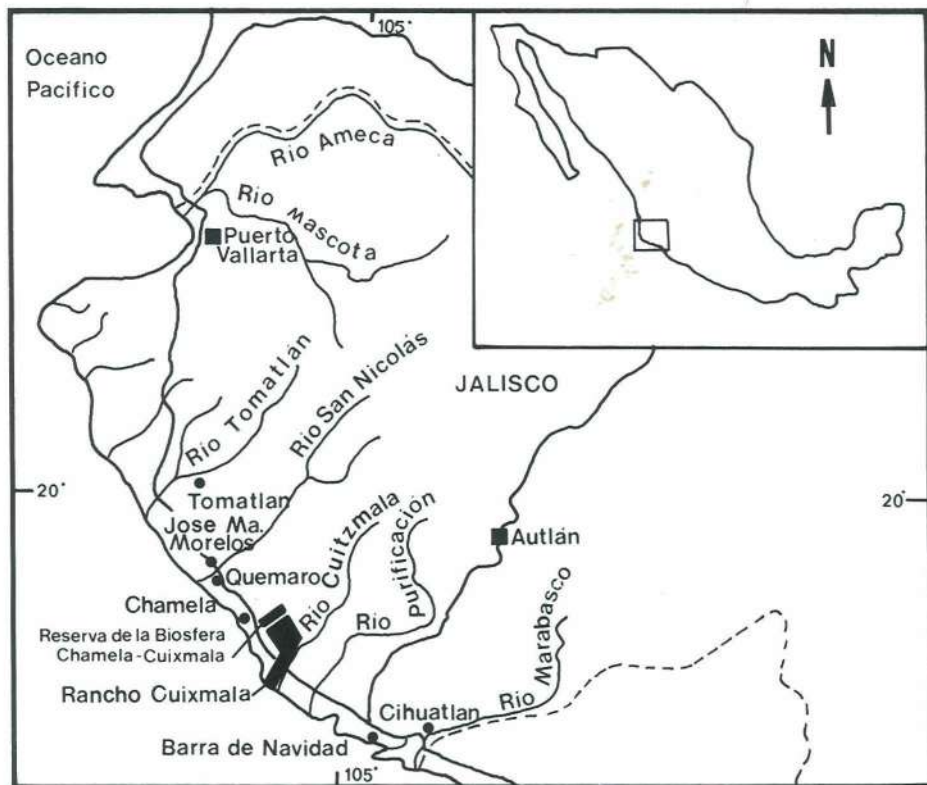 105°
Oceano
Pacífico
N
Rio Ameca
Rio Mascota
Puerto
Vallarta
JALISCO
Rio Tomatlán
Rio San Nicolás
20°
20°
Tomatlan
Jose Ma.
Morelos
Rio Cuitzmala
Rio Purificación
Autlán
Quemaro
Chamela
Rio Marabasco
Reserva de la Biosfera
Chamela-Cuixmala
Rancho Cuixmala
Cihuatlan
Barra de Navidad
105°